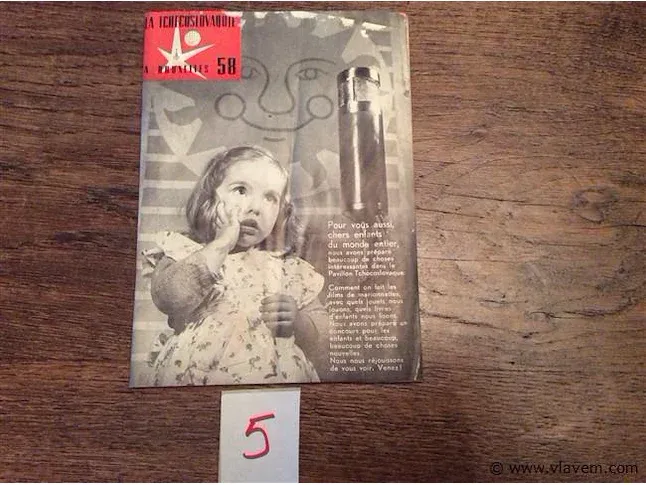 LA TCHECOSLOVAQUIE
A BRUXELLES 58
Pour vous aussi,
chers enfants
du monde entier,
nous avons préparé
beaucoup de choses
intéressantes dans le
Pavillon Tchécoslovaque
Comment on fait les
films de marionnettes,
avec quels jouets nous
jouons, quels livres
d'enfants nous lisons.
Nous avons préparé un
concours pour les
enfants et beaucoup,
beaucoup de choses
nouvelles.
Nous nous réjouissons
de vous voir. Venez!
5
© www.vlavem.com